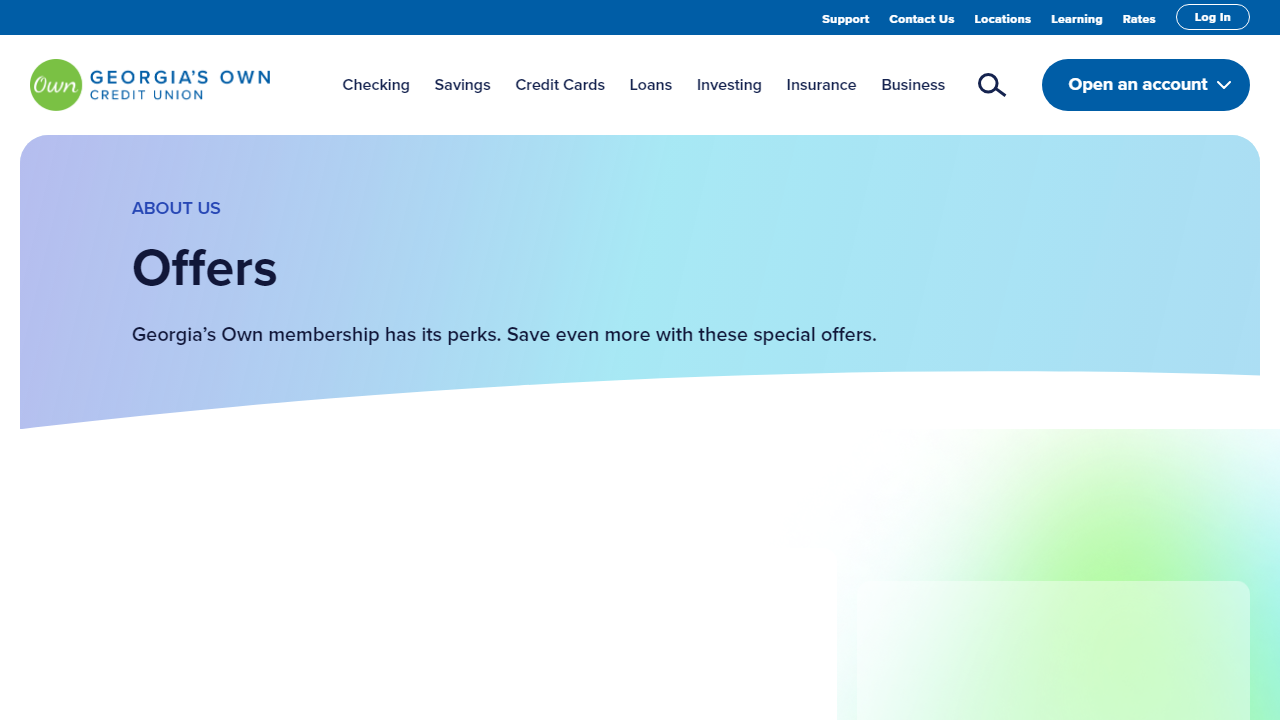 Support Contact Us Locations Learning Rates Log In
Own GEORGIA'S OWN
CREDIT UNION
Checking Savings Credit Cards Loans Investing Insurance Business Open an account
ABOUT US
Offers
Georgia’s Own membership has its perks. Save even more with these special offers.